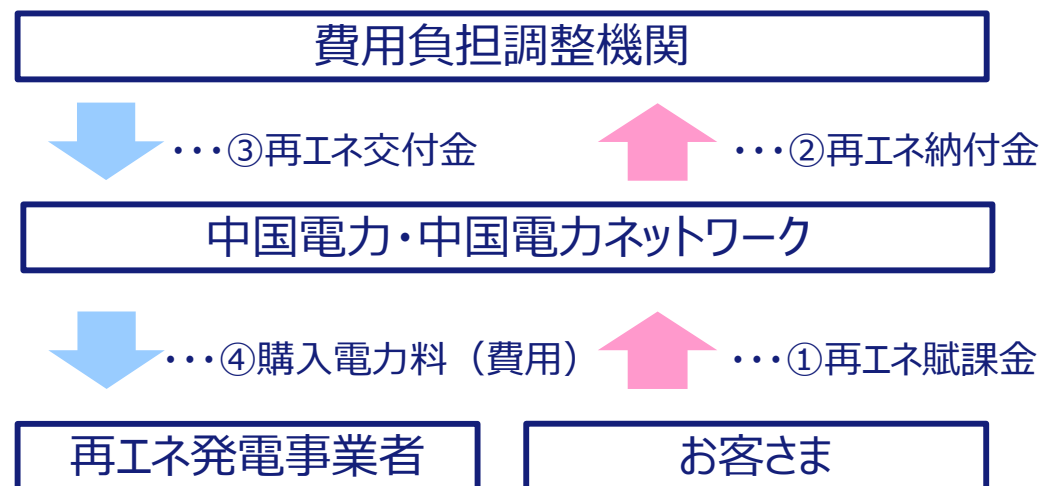 費用負担調整機関
・・・③再エネ交付金
・・・②再エネ納付金
中国電力・中国電力ネットワーク
・・・④購入電力料（費用）
・・・①再エネ賦課金
再エネ発電事業者
お客さま